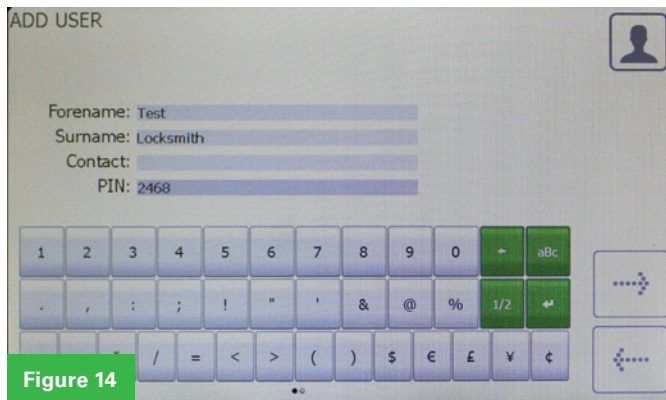 ADD USER
Forename: Test
Surname: Locksmith
Contact:
PIN: 2468
1 2 3 4 5 6 7 8 9 0 ← aBc
. , : ; ! " ' & @ % 1/2 ↵
/ = < > ( ) $ € £ ¥ ¢
Figure 14